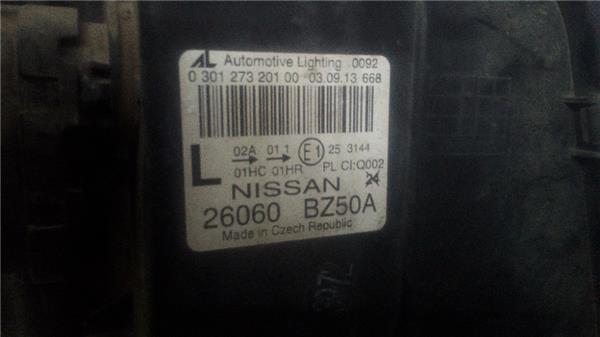 AL Automotive Lighting 0092
0 301 273 201 00 03.09.13 668
L 02A 01 1 E1 25 3144
01HC 01HR PL CI:Q002
NISSAN 24
26060 BZ50A
Made in Czech Republic